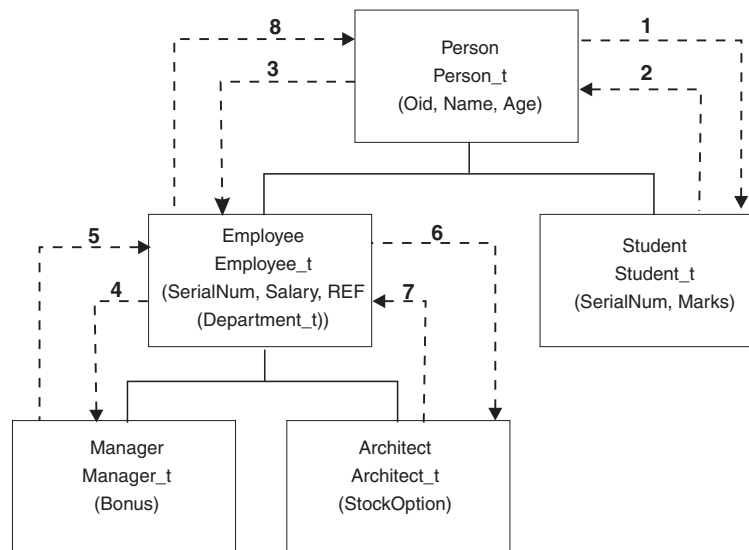 8
1
Person
Person_t
(Oid, Name, Age)
3
2
Employee
Employee_t
(SerialNum, Salary, REF
(Department_t))
5
6
4
7
Student
Student_t
(SerialNum, Marks)
Manager
Manager_t
(Bonus)
Architect
Architect_t
(StockOption)